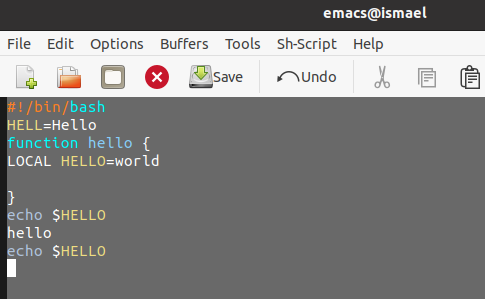 emacs@ismael
File Edit Options Buffers Tools Sh-Script Help
Save Undo
#!/bin/bash
HELL=Hello
function hello {
LOCAL HELLO=world
}
echo $HELLO
hello
echo $HELLO